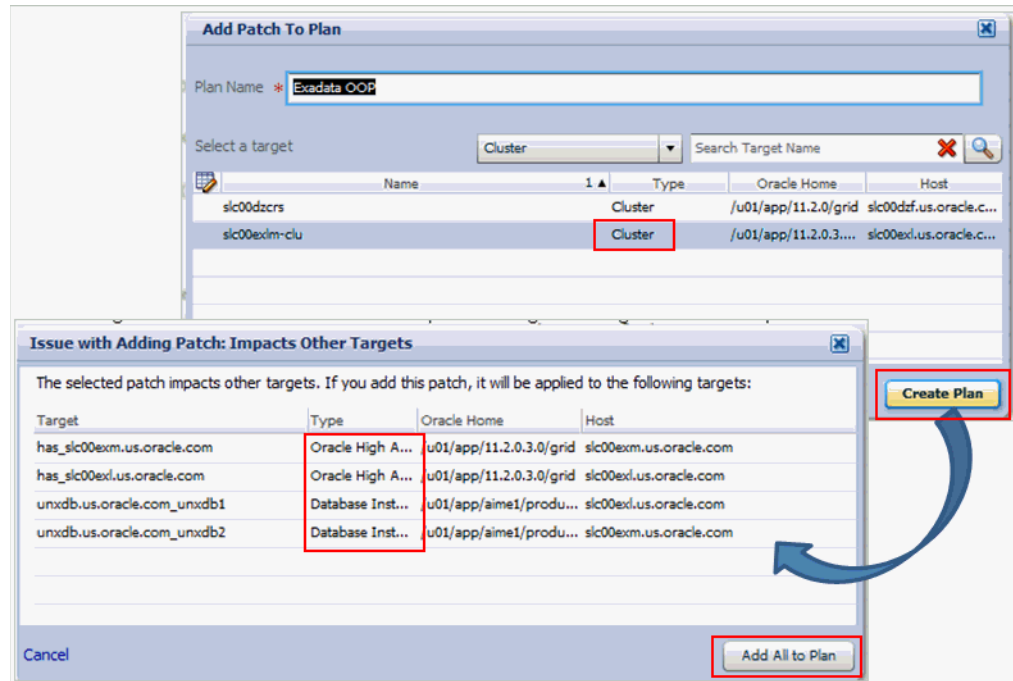 Add Patch To Plan
Plan Name * Exadata OOP
Select a target Cluster Search Target Name
Name 1 Type Oracle Home Host
slc00dzcrs Cluster /u01/app/11.2.0/grid slc00dzf.us.oracle.c...
slc00exlm-clu Cluster /u01/app/11.2.0.3.... slc00exl.us.oracle.c...
Create Plan
Issue with Adding Patch: Impacts Other Targets
The selected patch impacts other targets. If you add this patch, it will be applied to the following targets:
Target Type Oracle Home Host
has_slc00exm.us.oracle.com Oracle High A... /u01/app/11.2.0.3.0/grid slc00exm.us.oracle.com
has_slc00exl.us.oracle.com Oracle High A... /u01/app/11.2.0.3.0/grid slc00exl.us.oracle.com
unxdb.us.oracle.com_unxdb1 Database Inst... /u01/app/aime1/produ... slc00exl.us.oracle.com
unxdb.us.oracle.com_unxdb2 Database Inst... /u01/app/aime1/produ... slc00exm.us.oracle.com
Cancel Add All to Plan